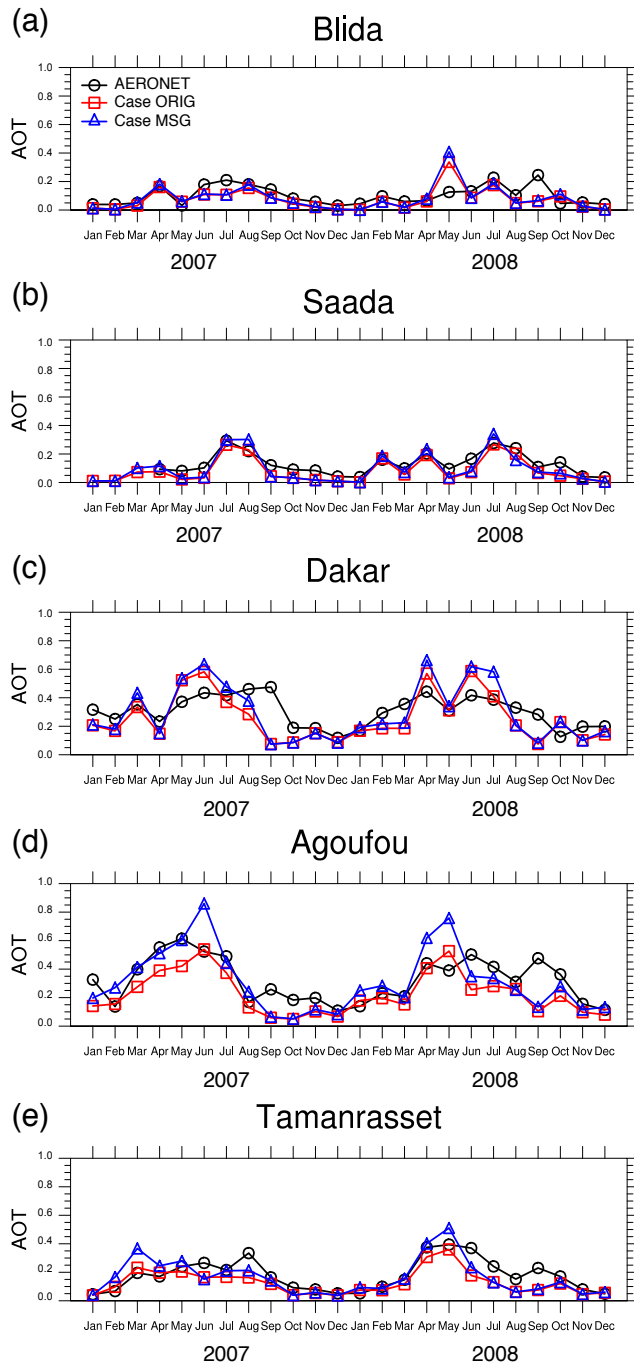 (a) Blida
1.0
0.8
0.6
0.4
0.2
0.0
AOT
AERONET
Case ORIG
Case MSG
Jan Feb Mar Apr May Jun Jul Aug Sep Oct Nov Dec Jan Feb Mar Apr May Jun Jul Aug Sep Oct Nov Dec
2007 2008
(b) Saada
1.0
0.8
0.6
0.4
0.2
0.0
AOT
Jan Feb Mar Apr May Jun Jul Aug Sep Oct Nov Dec Jan Feb Mar Apr May Jun Jul Aug Sep Oct Nov Dec
2007 2008
(c) Dakar
1.0
0.8
0.6
0.4
0.2
0.0
AOT
Jan Feb Mar Apr May Jun Jul Aug Sep Oct Nov Dec Jan Feb Mar Apr May Jun Jul Aug Sep Oct Nov Dec
2007 2008
(d) Agoufou
1.0
0.8
0.6
0.4
0.2
0.0
AOT
Jan Feb Mar Apr May Jun Jul Aug Sep Oct Nov Dec Jan Feb Mar Apr May Jun Jul Aug Sep Oct Nov Dec
2007 2008
(e) Tamanrasset
1.0
0.8
0.6
0.4
0.2
0.0
AOT
Jan Feb Mar Apr May Jun Jul Aug Sep Oct Nov Dec Jan Feb Mar Apr May Jun Jul Aug Sep Oct Nov Dec
2007 2008